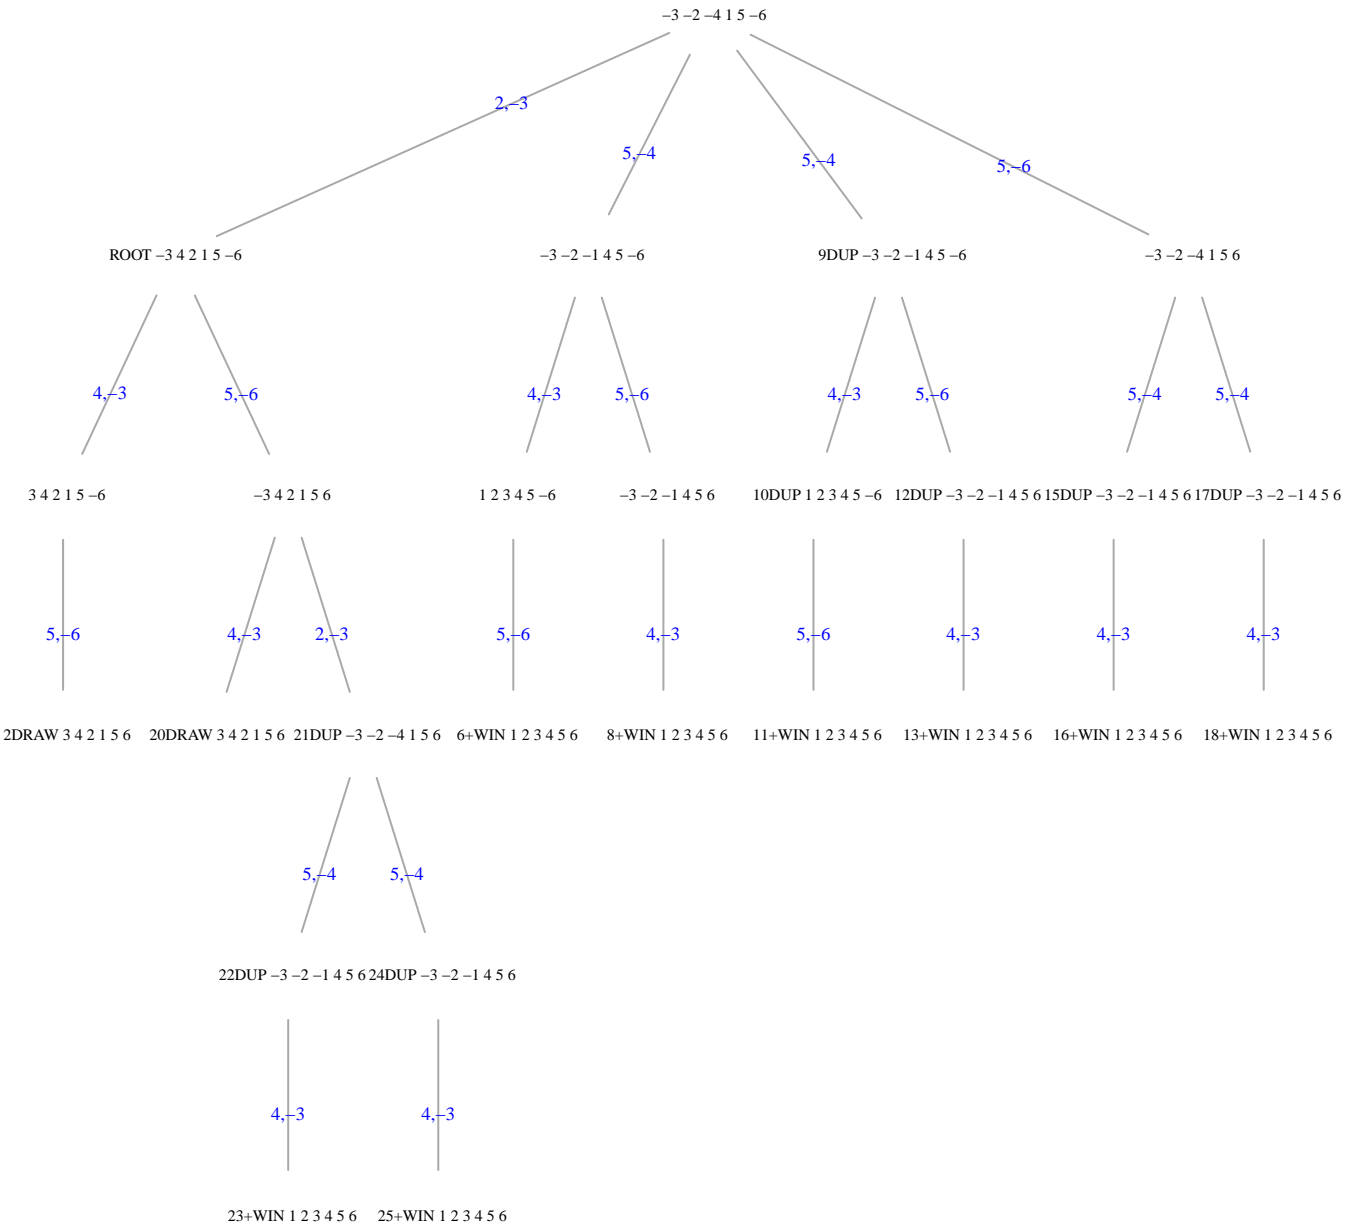 −3 −2 −4 1 5 −6
2,−3
5,−4
5,−4
5,−6
ROOT −3 4 2 1 5 −6
−3 −2 −1 4 5 −6
9DUP −3 −2 −1 4 5 −6
−3 −2 −4 1 5 6
4,−3
5,−6
4,−3
5,−6
4,−3
5,−6
5,−4
5,−4
3 4 2 1 5 −6
−3 4 2 1 5 6
1 2 3 4 5 −6
−3 −2 −1 4 5 6
10DUP 1 2 3 4 5 −6
12DUP −3 −2 −1 4 5 6
15DUP −3 −2 −1 4 5 6
17DUP −3 −2 −1 4 5 6
5,−6
4,−3
2,−3
5,−6
4,−3
5,−6
4,−3
4,−3
4,−3
2DRAW 3 4 2 1 5 6
20DRAW 3 4 2 1 5 6
21DUP −3 −2 −4 1 5 6
6+WIN 1 2 3 4 5 6
8+WIN 1 2 3 4 5 6
11+WIN 1 2 3 4 5 6
13+WIN 1 2 3 4 5 6
16+WIN 1 2 3 4 5 6
18+WIN 1 2 3 4 5 6
5,−4
5,−4
22DUP −3 −2 −1 4 5 6
24DUP −3 −2 −1 4 5 6
4,−3
4,−3
23+WIN 1 2 3 4 5 6
25+WIN 1 2 3 4 5 6